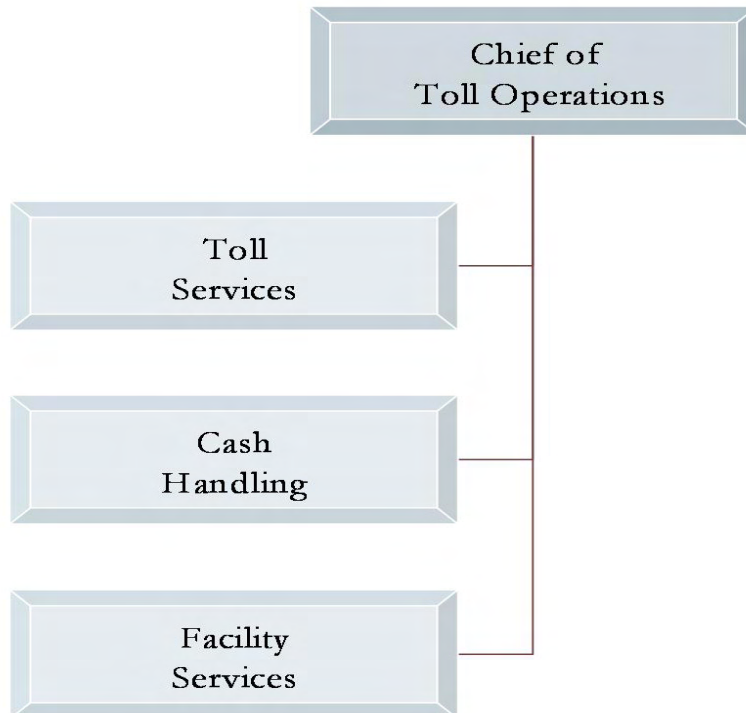 Chief of
Toll Operations
Toll
Services
Cash
Handling
Facility
Services